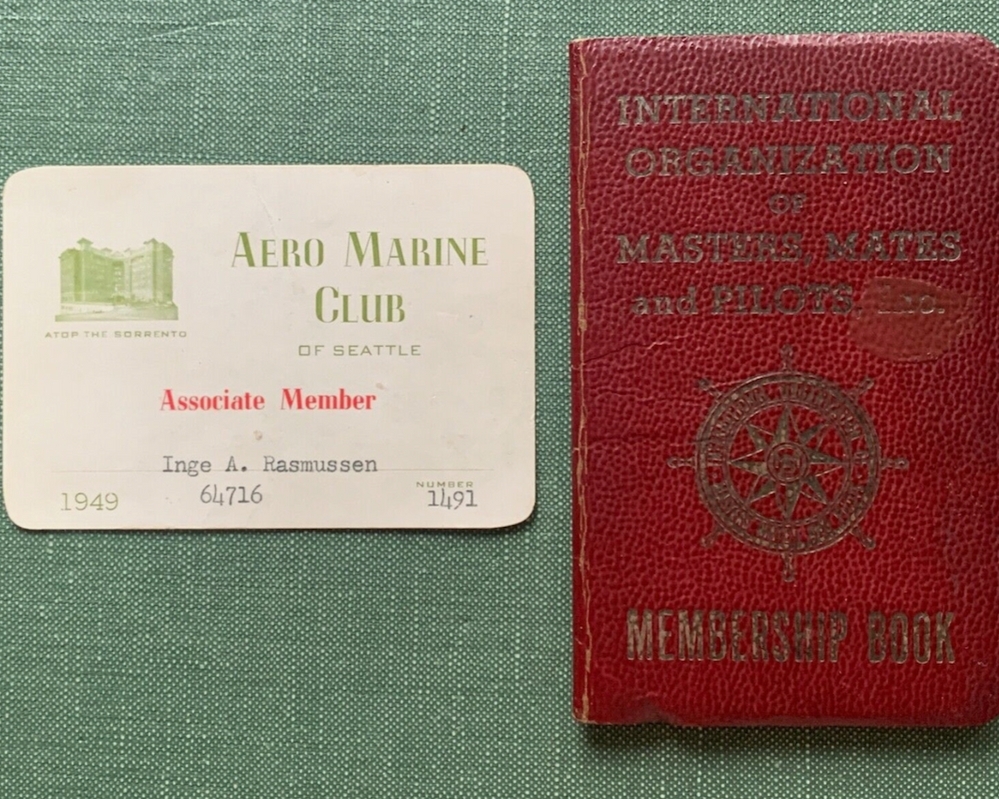 AERO MARINE
CLUB
OF SEATTLE
ATOP THE SORRENTO
Associate Member
Inge A. Rasmussen
1949
64716
NUMBER
1491
INTERNATIONAL
ORGANIZATION
OF
MASTERS, MATES
and PILOTS, Inc.
MEMBERSHIP BOOK